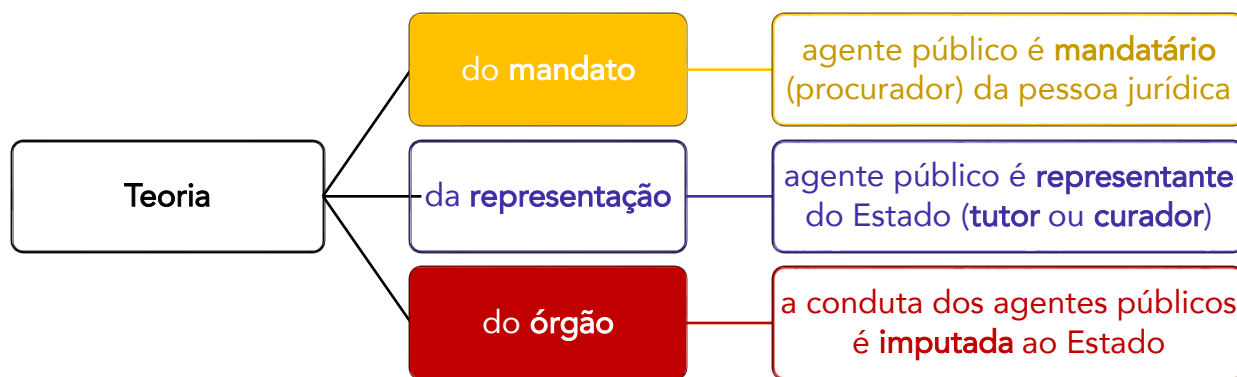 do mandato
agente público é mandatário
(procurador) da pessoa jurídica
Teoria
da representação
agente público é representante
do Estado (tutor ou curador)
do órgão
a conduta dos agentes públicos
é imputada ao Estado